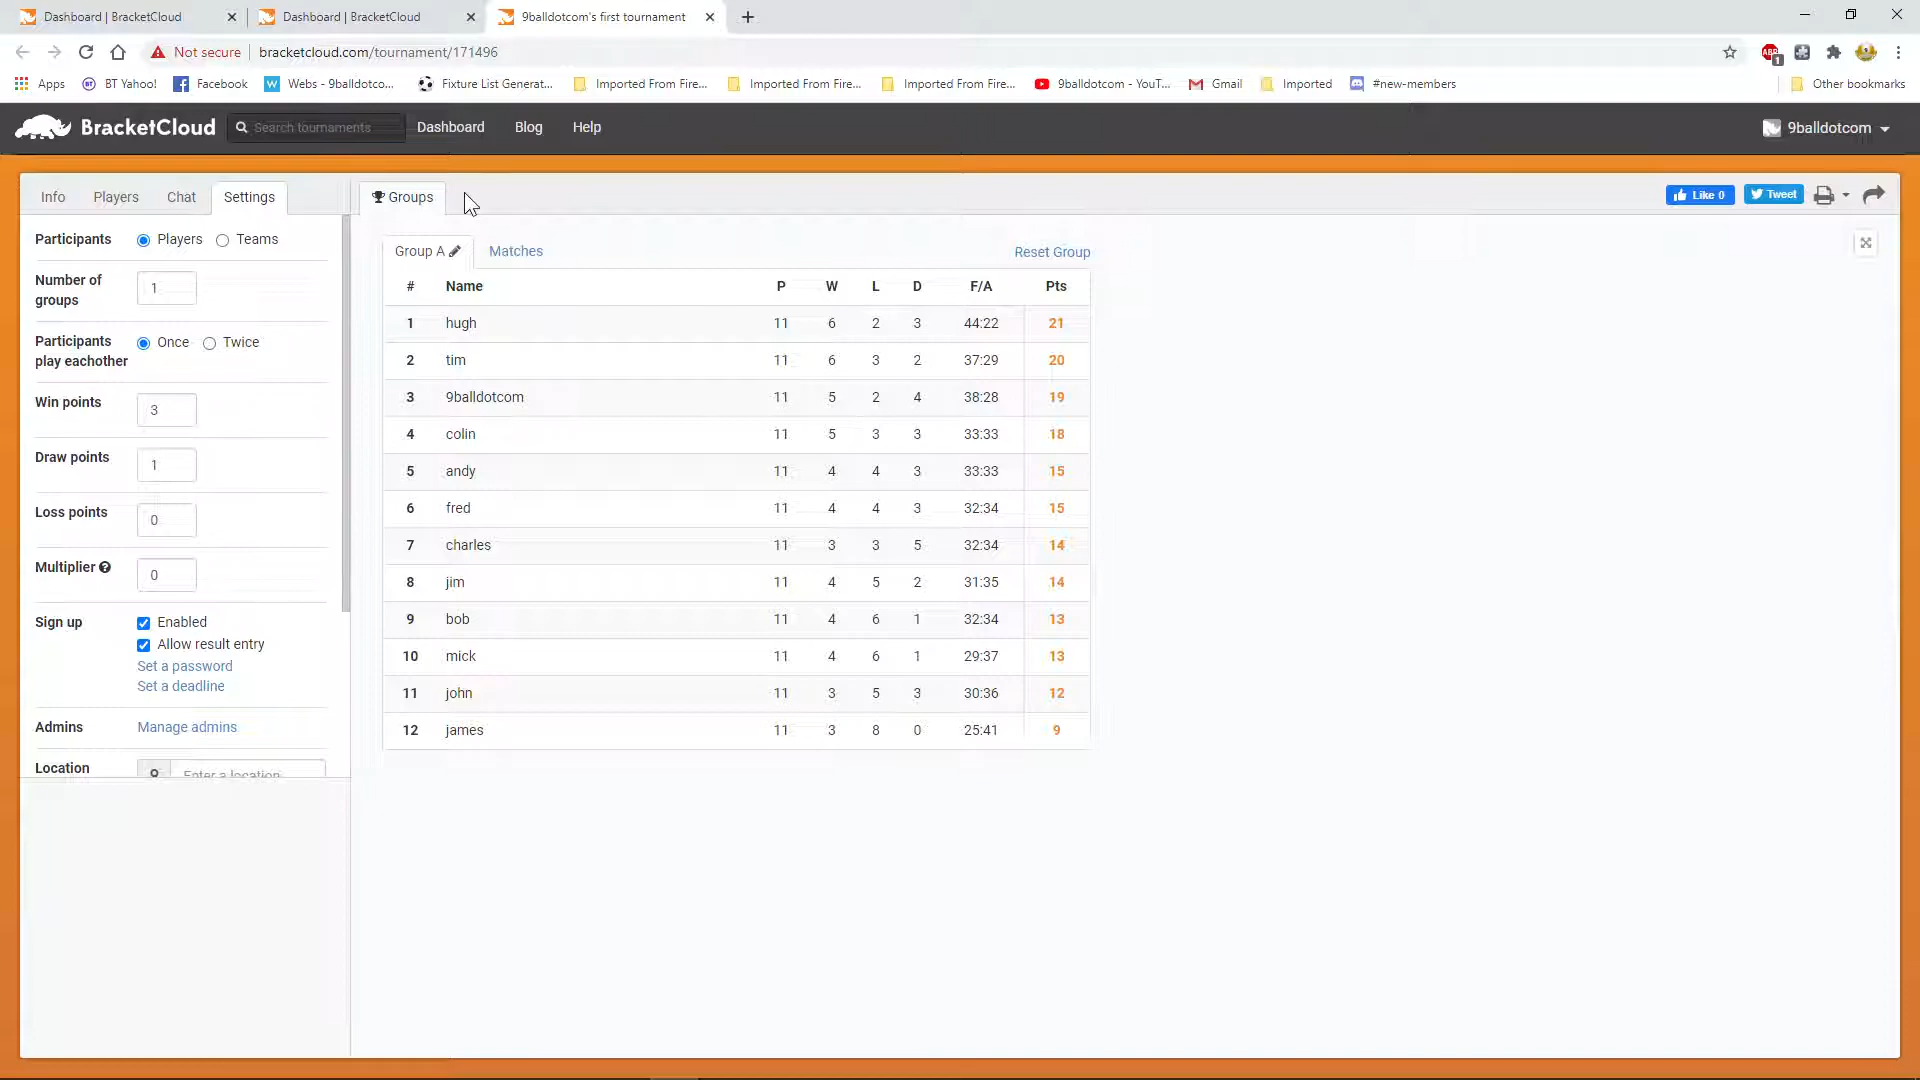 Dashboard | BracketCloud
Dashboard | BracketCloud
9balldotcom's first tournament
Not secure
bracketcloud.com/tournament/171496
Apps
BT Yahoo!
Facebook
Webs - 9balldotco...
Fixture List Generat...
Imported From Fire...
Imported From Fire...
Imported From Fire...
9balldotcom - YouT...
Gmail
Imported
#new-members
Other bookmarks
BracketCloud
Search tournaments
Dashboard
Blog
Help
9balldotcom
Info
Players
Chat
Settings
Groups
Like 0
Tweet
Participants Players Teams
Number of groups 1
Participants play eachother Once Twice
Win points 3
Draw points 1
Loss points 0
Multiplier 0
Sign up Enabled
Allow result entry
Set a password
Set a deadline
Admins Manage admins
Location Enter a location
Group A Matches Reset Group
# Name P W L D F/A Pts
1 hugh 11 6 2 3 44:22 21
2 tim 11 6 3 2 37:29 20
3 9balldotcom 11 5 2 4 38:28 19
4 colin 11 5 3 3 33:33 18
5 andy 11 4 4 3 33:33 15
6 fred 11 4 4 3 32:34 15
7 charles 11 3 3 5 32:34 14
8 jim 11 4 5 2 31:35 14
9 bob 11 4 6 1 32:34 13
10 mick 11 4 6 1 29:37 13
11 john 11 3 5 3 30:36 12
12 james 11 3 8 0 25:41 9